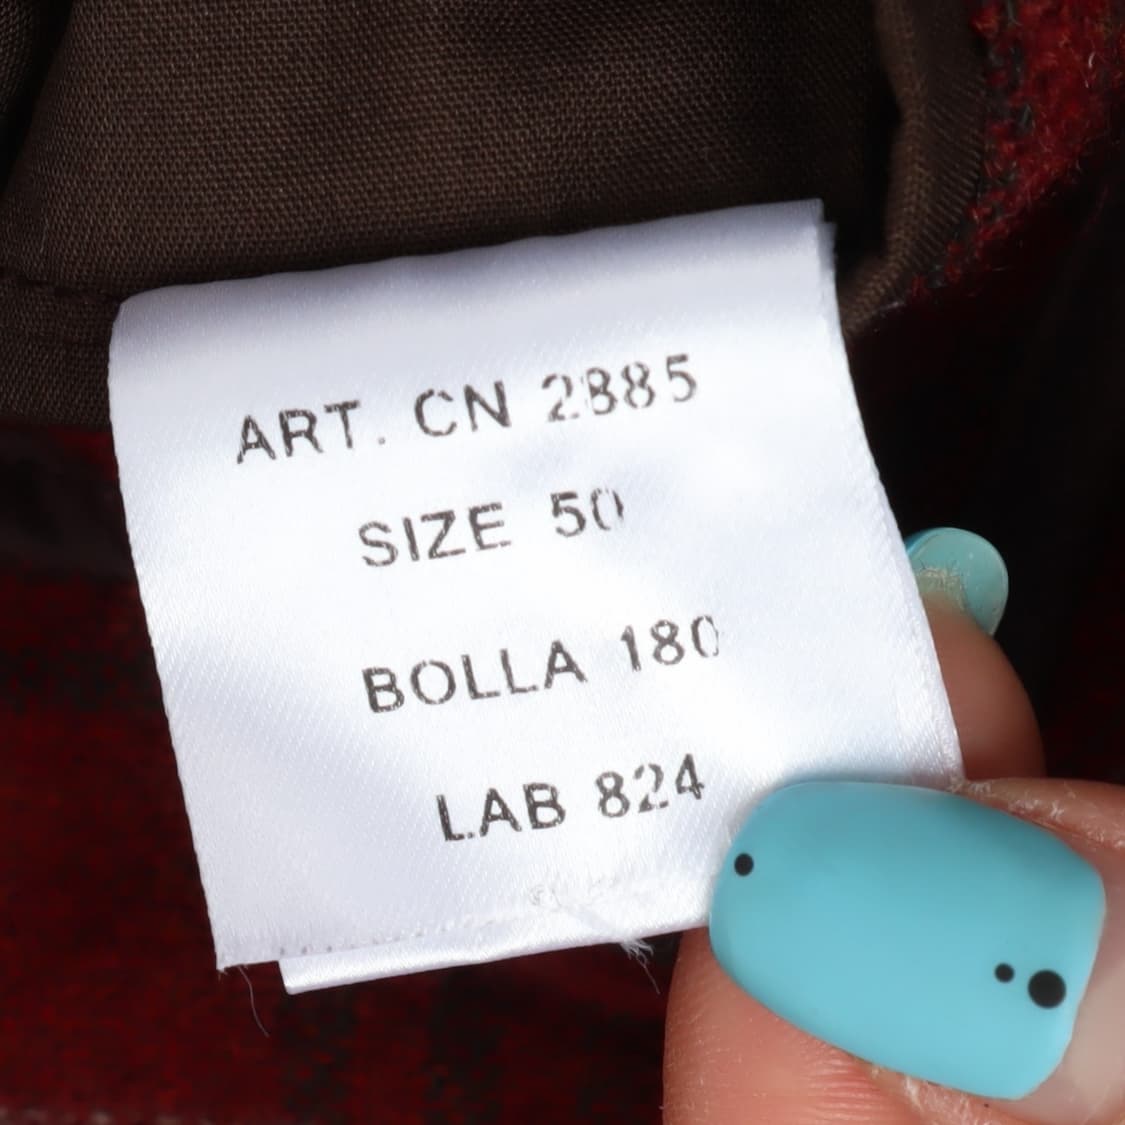 ART. CN 2885
SIZE 50
BOLLA 180
LAB 824